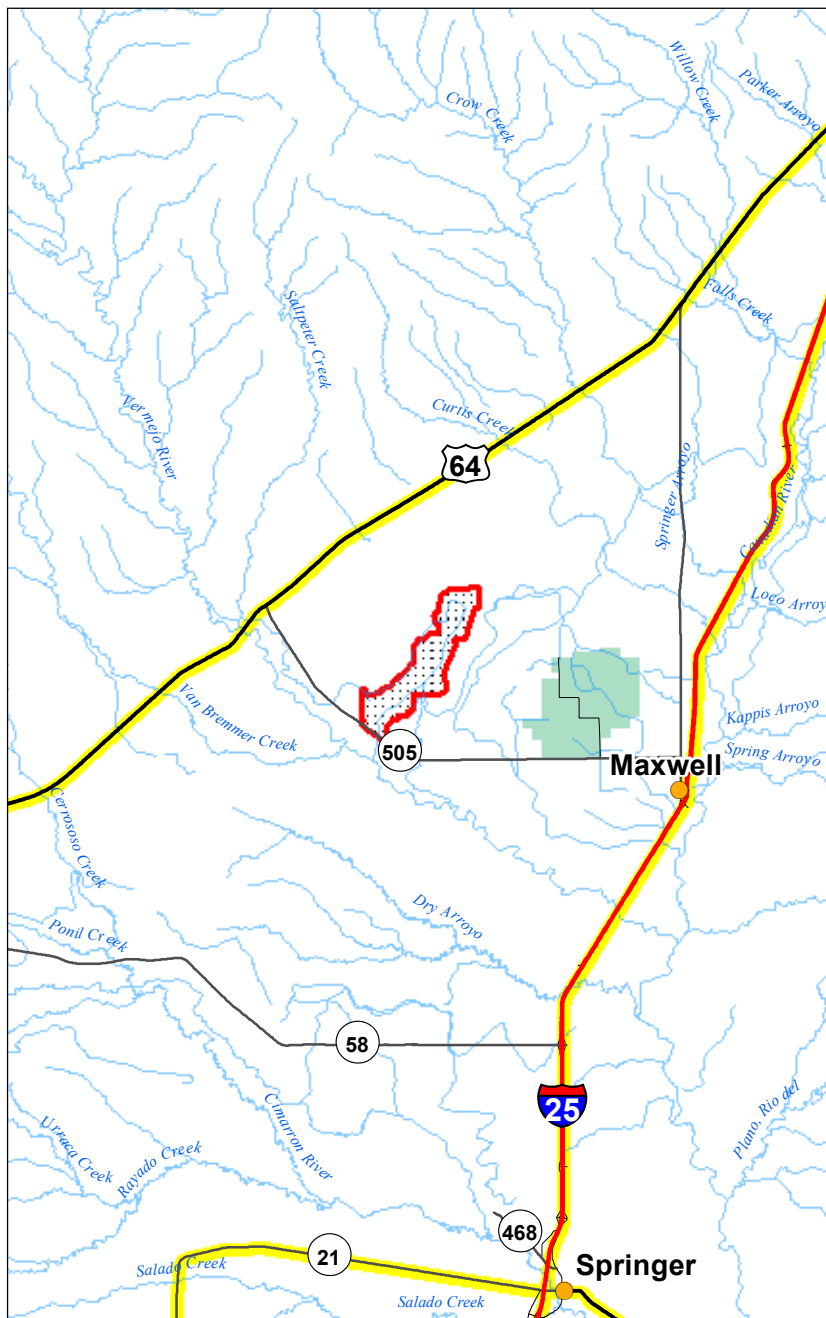 Willow Creek
Parker Arroyo
Crow Creek
Falls Creek
Saltpeter Creek
Vermejo River
Curtis Creek
64
Springer Arroyo
Canadian River
Loco Arroy
Van Bremmer Creek
Kappis Arroyo
505
Spring Arroyo
Maxwell
Cerrososo Creek
Dry Arroyo
Ponil Creek
58
25
Cimarron River
Plano, Rio del
Urraca Creek
Rayado Creek
468
21
Springer
Salado Creek
Salado Creek